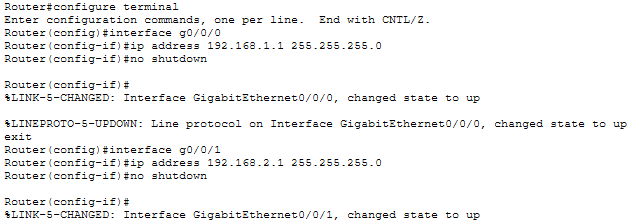 Router#configure terminal
Enter configuration commands, one per line.  End with CNTL/Z.
Router(config)#interface g0/0/0
Router(config-if)#ip address 192.168.1.1 255.255.255.0
Router(config-if)#no shutdown
Router(config-if)#
%LINK-5-CHANGED: Interface GigabitEthernet0/0/0, changed state to up
%LINEPROTO-5-UPDOWN: Line protocol on Interface GigabitEthernet0/0/0, changed state to up
exit
Router(config)#interface g0/0/1
Router(config-if)#ip address 192.168.2.1 255.255.255.0
Router(config-if)#no shutdown
Router(config-if)#
%LINK-5-CHANGED: Interface GigabitEthernet0/0/1, changed state to up